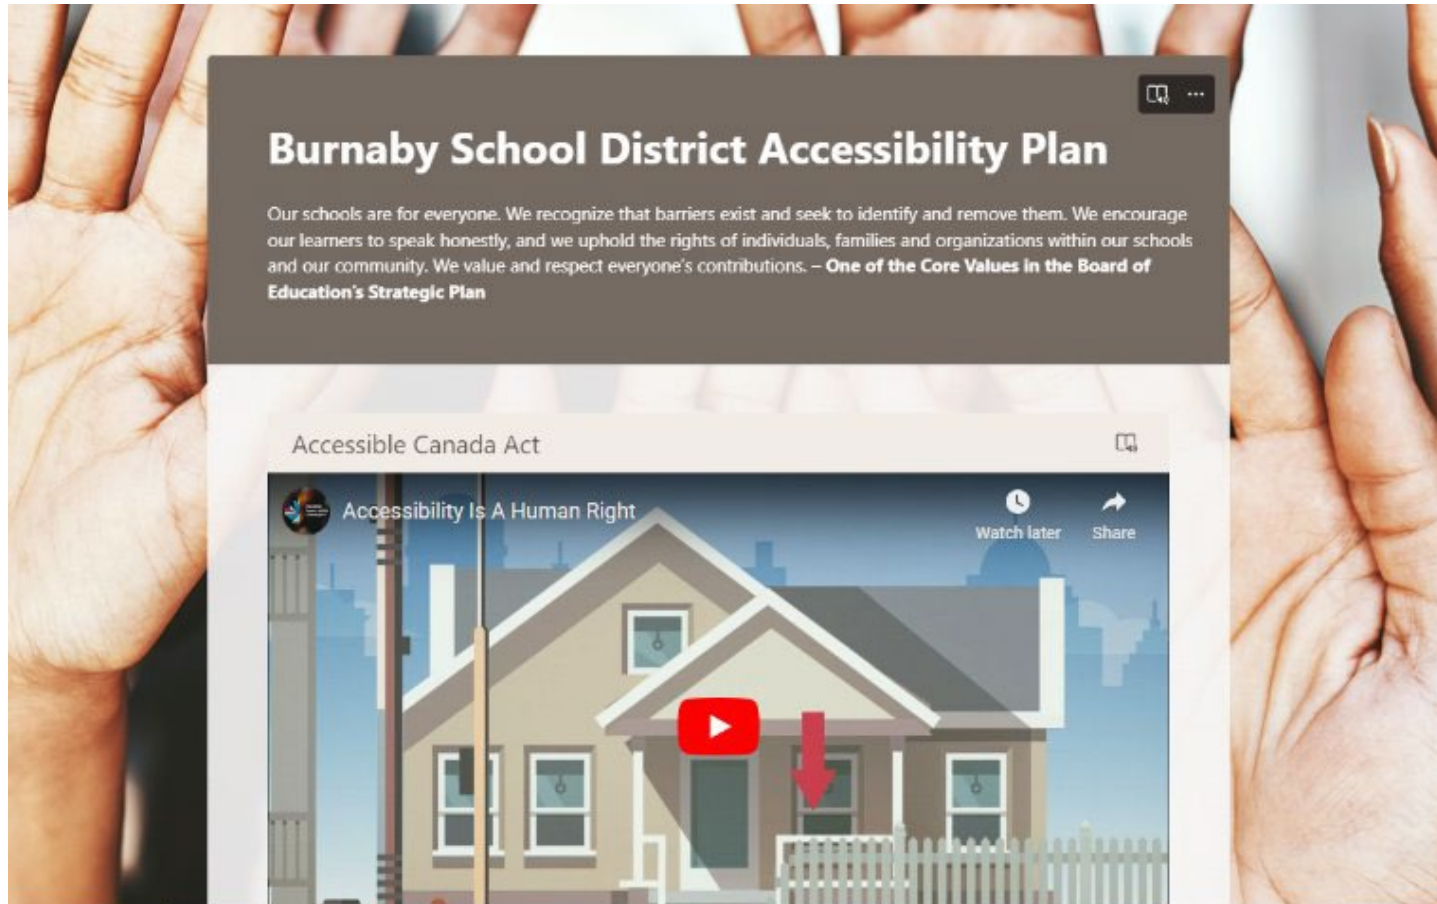 Burnaby School District Accessibility Plan
Our schools are for everyone. We recognize that barriers exist and seek to identify and remove them. We encourage
our learners to speak honestly, and we uphold the rights of individuals, families and organizations within our schools
and our community. We value and respect everyone's contributions. – One of the Core Values in the Board of
Education's Strategic Plan
Accessible Canada Act
Accessibility Is A Human Right
Watch later
Share